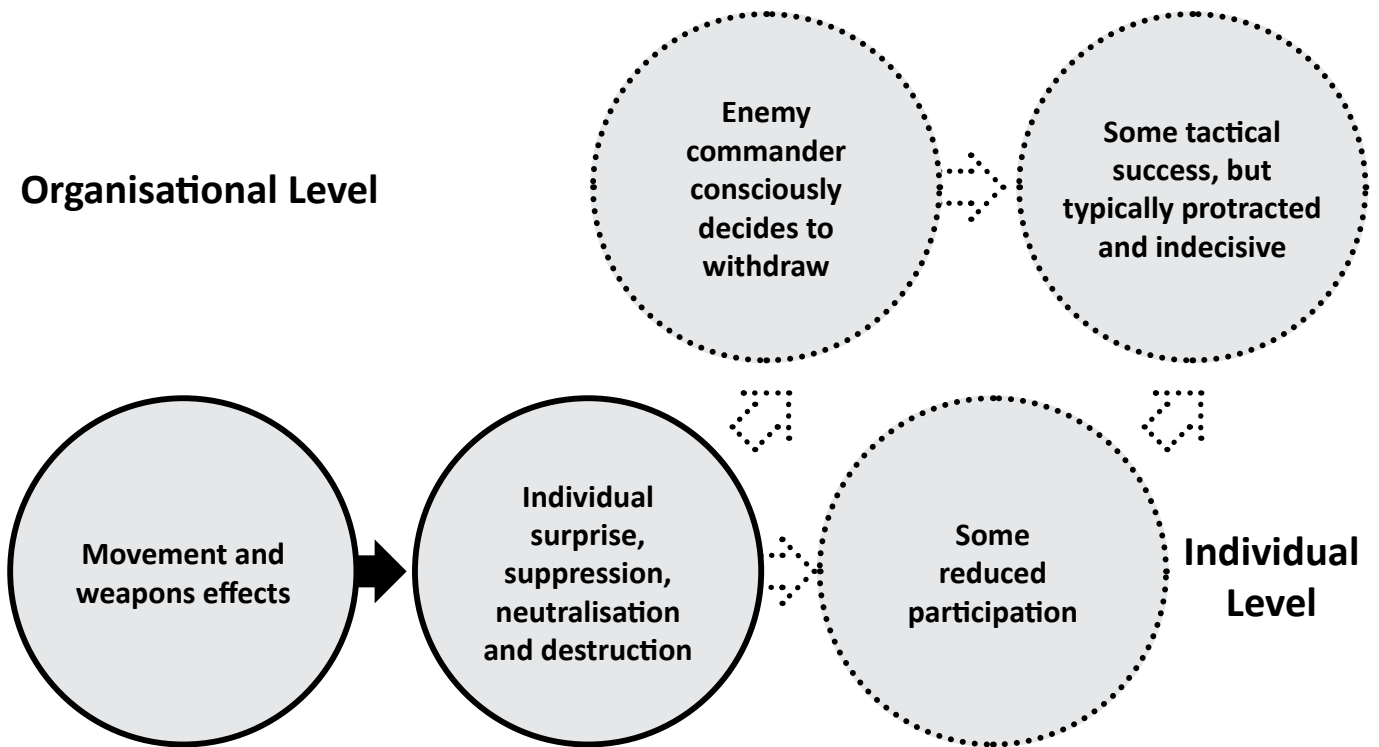 Organisational Level
Enemy
commander
consciously
decides to
withdraw
Some tactical
success, but
typically protracted
and indecisive
Movement and
weapons effects
Individual
surprise,
suppression,
neutralisation
and destruction
Some
reduced
participation
Individual
Level